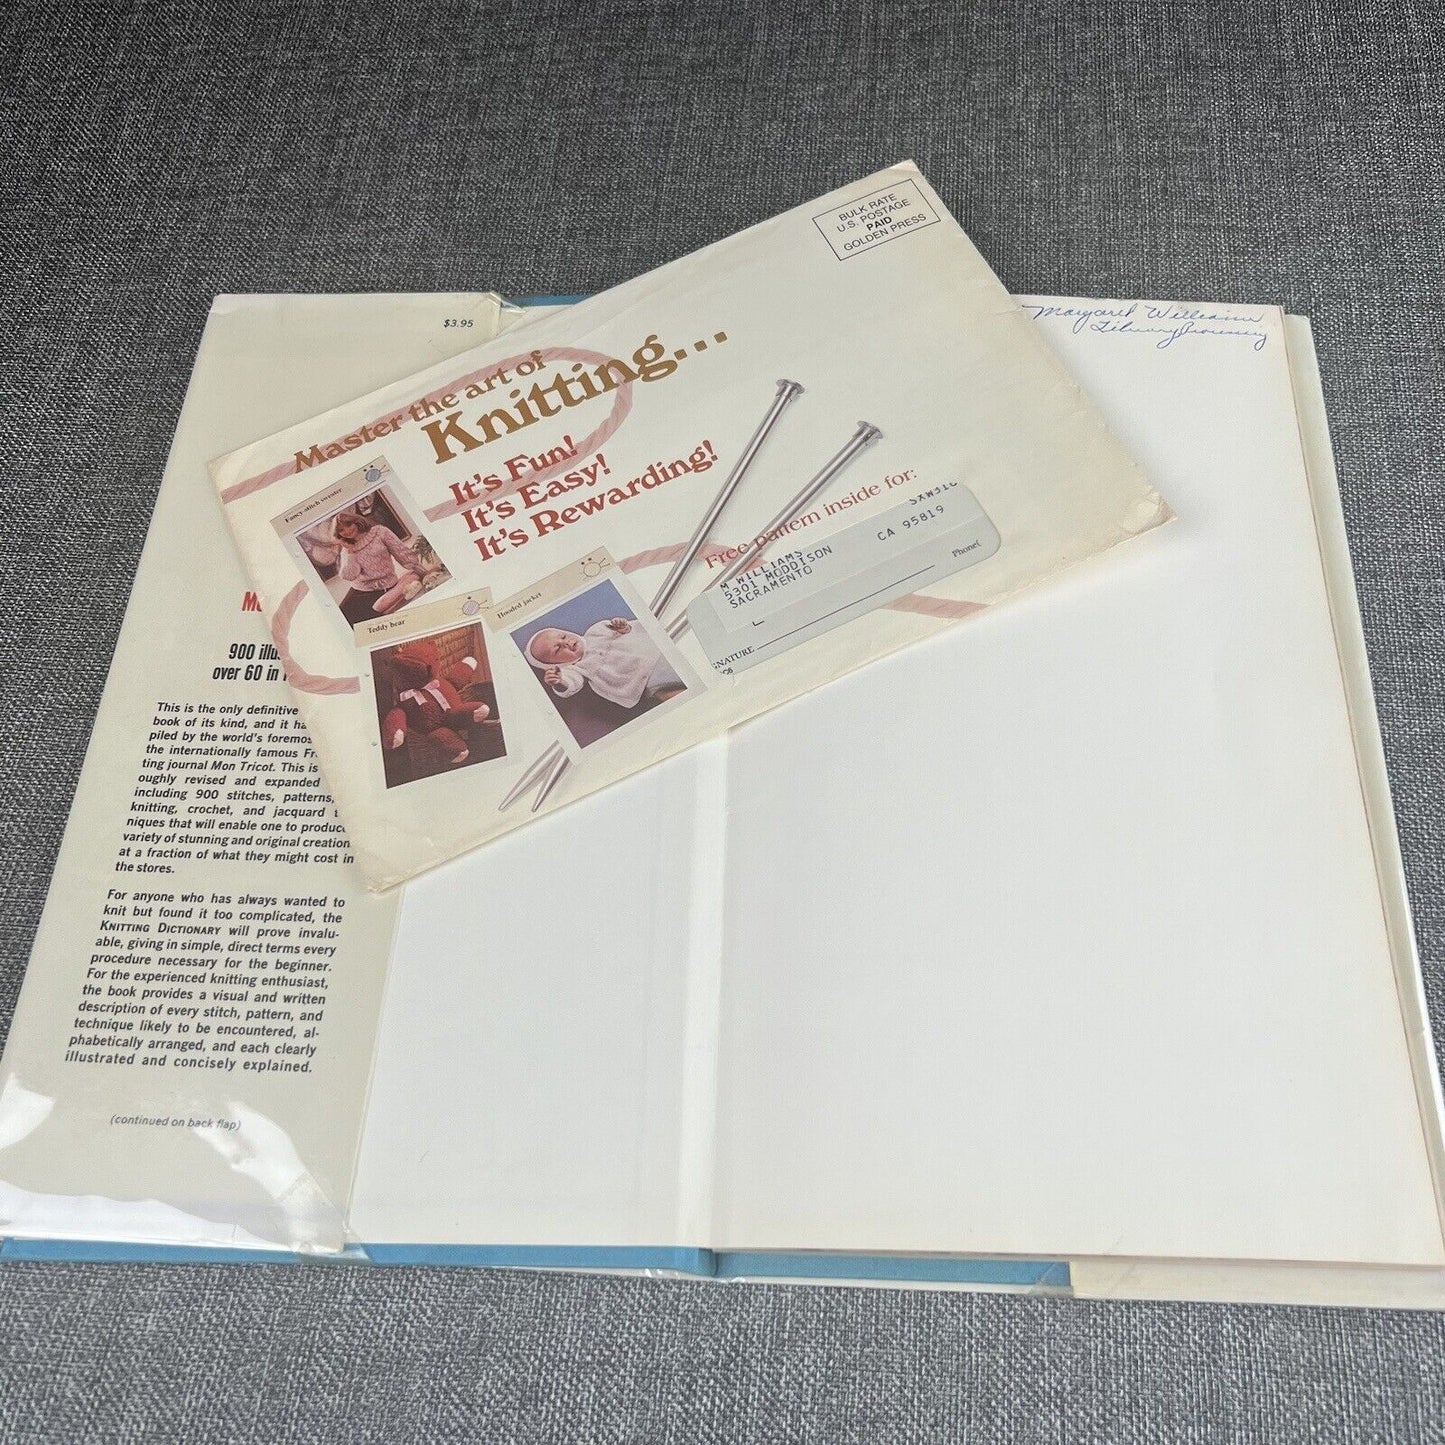 $3.95
900 illus
over 60 in
This is the only definitive
book of its kind, and it ha
piled by the world's foremos
the internationally famous Fr
ting journal Mon Tricot. This is
oughly revised and expanded
including 900 stitches, patterns,
knitting, crochet, and jacquard t
niques that will enable one to produc
variety of stunning and original creation
at a fraction of what they might cost in
the stores.
For anyone who has always wanted to
knit but found it too complicated, the
KNITTING DICTIONARY will prove invalu-
able, giving in simple, direct terms every
procedure necessary for the beginner.
For the experienced knitting enthusiast,
the book provides a visual and written
description of every stitch, pattern, and
technique likely to be encountered, al-
phabetically arranged, and each clearly
illustrated and concisely explained.
(continued on back flap)
BULK RATE
U.S. POSTAGE
PAID
GOLDEN PRESS
Master the art of
Knitting...
It's Fun!
It's Easy!
It's Rewarding!
Fancy-stitch sweater
Teddy bear
Hooded jacket
Free pattern inside for:
M WILLIAMS
5301 MODDISON
SACRAMENTO CA 95819
Phone(
GNATURE
Margaret Williams